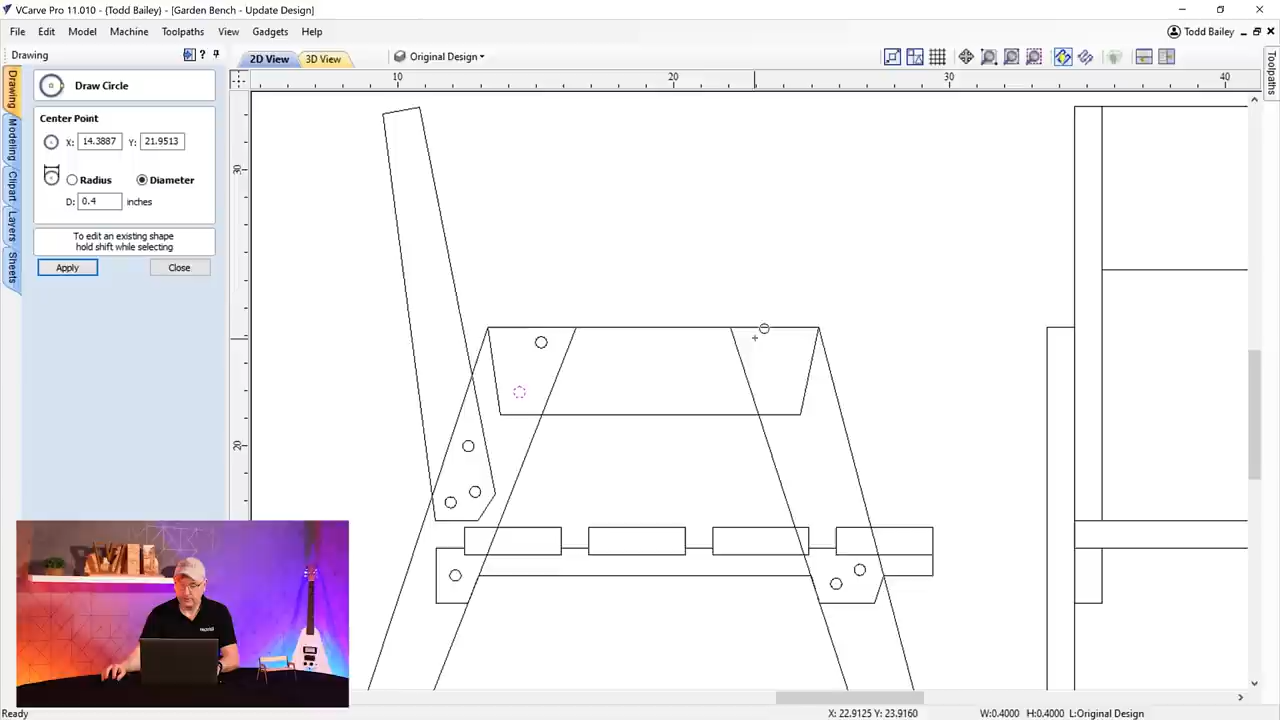 VCarve Pro 11.010 - (Todd Bailey) - [Garden Bench - Update Design]
File Edit Model Machine Toolpaths View Gadgets Help
Todd Bailey
Drawing
2D View 3D View Original Design
Drawing
Modeling
Clipart
Layers
Sheets
Draw Circle
Center Point
X: 14.3887 Y: 21.9513
Radius Diameter
D: 0.4 inches
To edit an existing shape
hold shift while selecting
Apply Close
10 20 30 40
30
20
Toolpaths
Ready
X: 22.9125 Y: 23.9160
W:0.4000 H:0.4000 L:Original Design